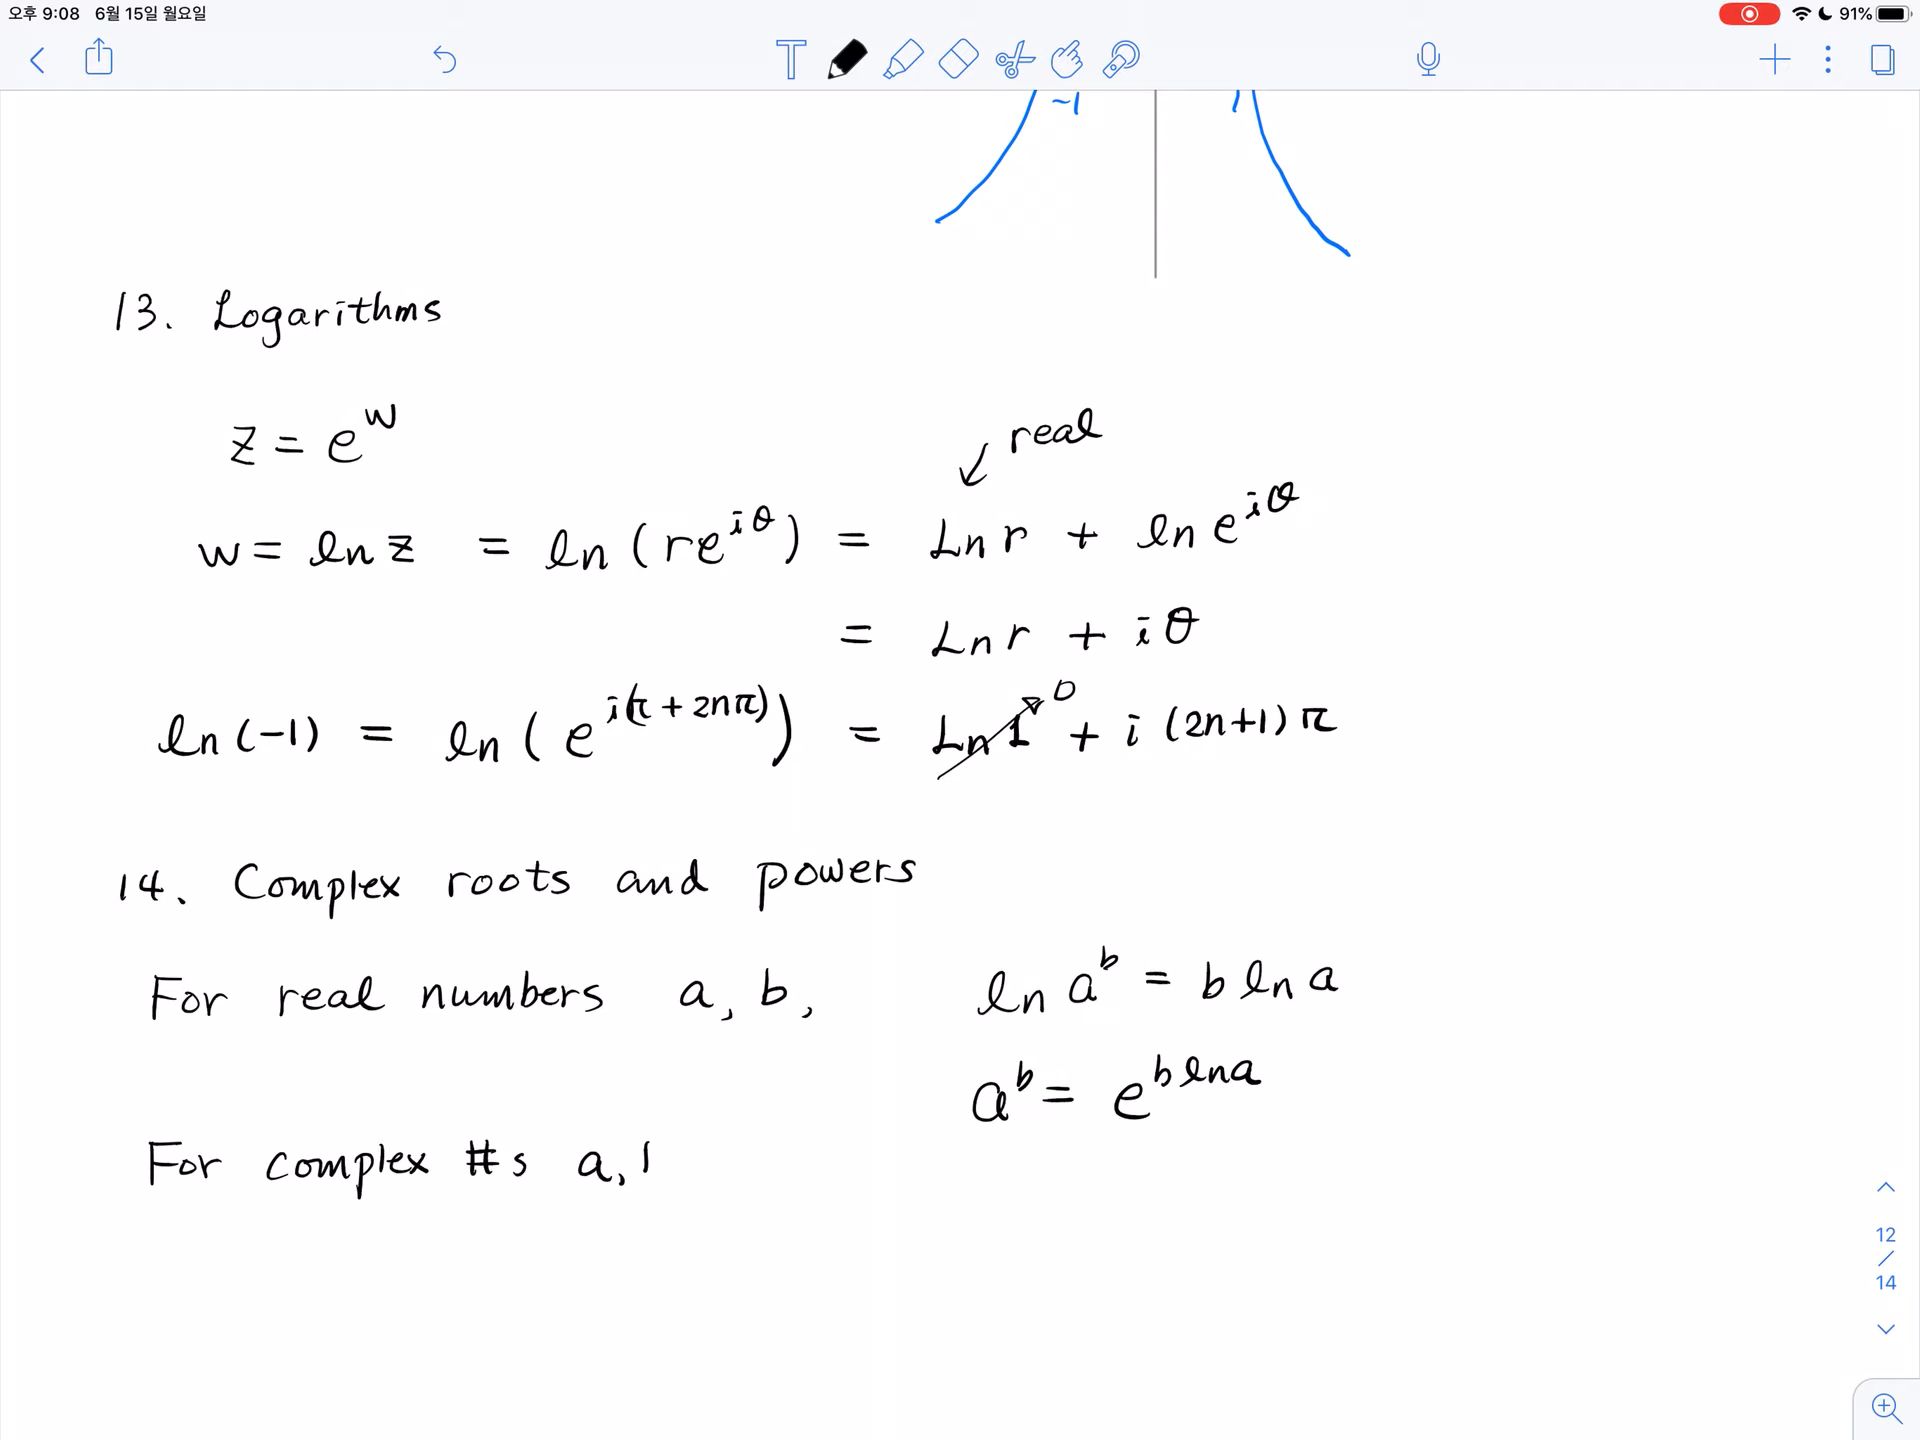 오후 9:08 6월 15일 월요일 91%
T
~1 1
13. Logarithms
z = e^w
real
w = ln z = ln(re^{iθ}) = Ln r + ln e^{iθ}
= Ln r + iθ
ln(-1) = ln(e^{i(π + 2nπ)}) = Ln 1 0 + i(2n+1)π
14. Complex roots and powers
For real numbers a, b, ln a^b = b ln a
a^b = e^{b ln a}
For complex #s a,
12
/
14